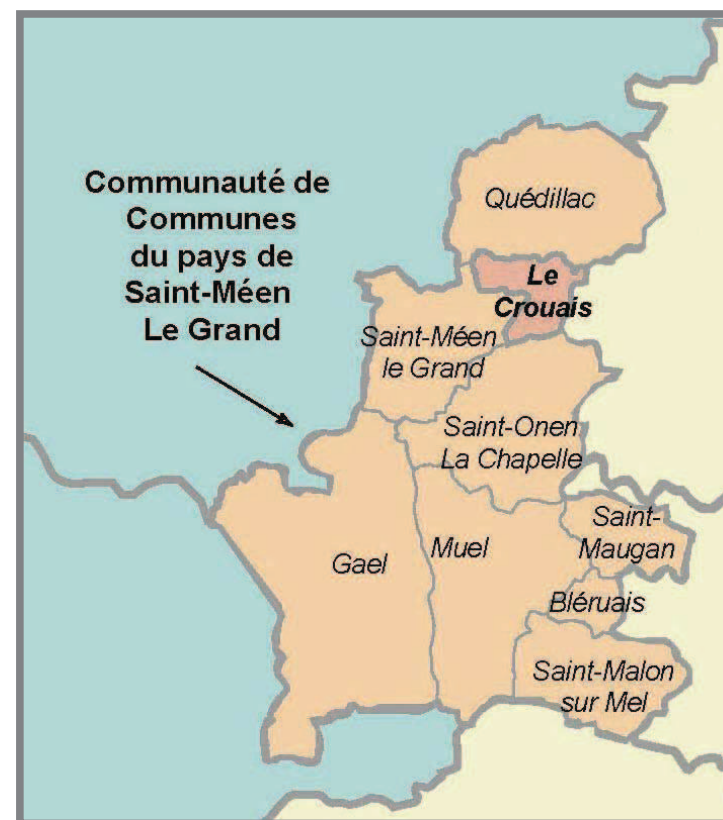 Communauté de
Communes
du pays de
Saint-Méen
Le Grand
Quédillac
Le
Crouais
Saint-Méen
le Grand
Saint-Onen
La Chapelle
Gael
Muel
Saint-
Maugan
Bléruais
Saint-Malon
sur Mel